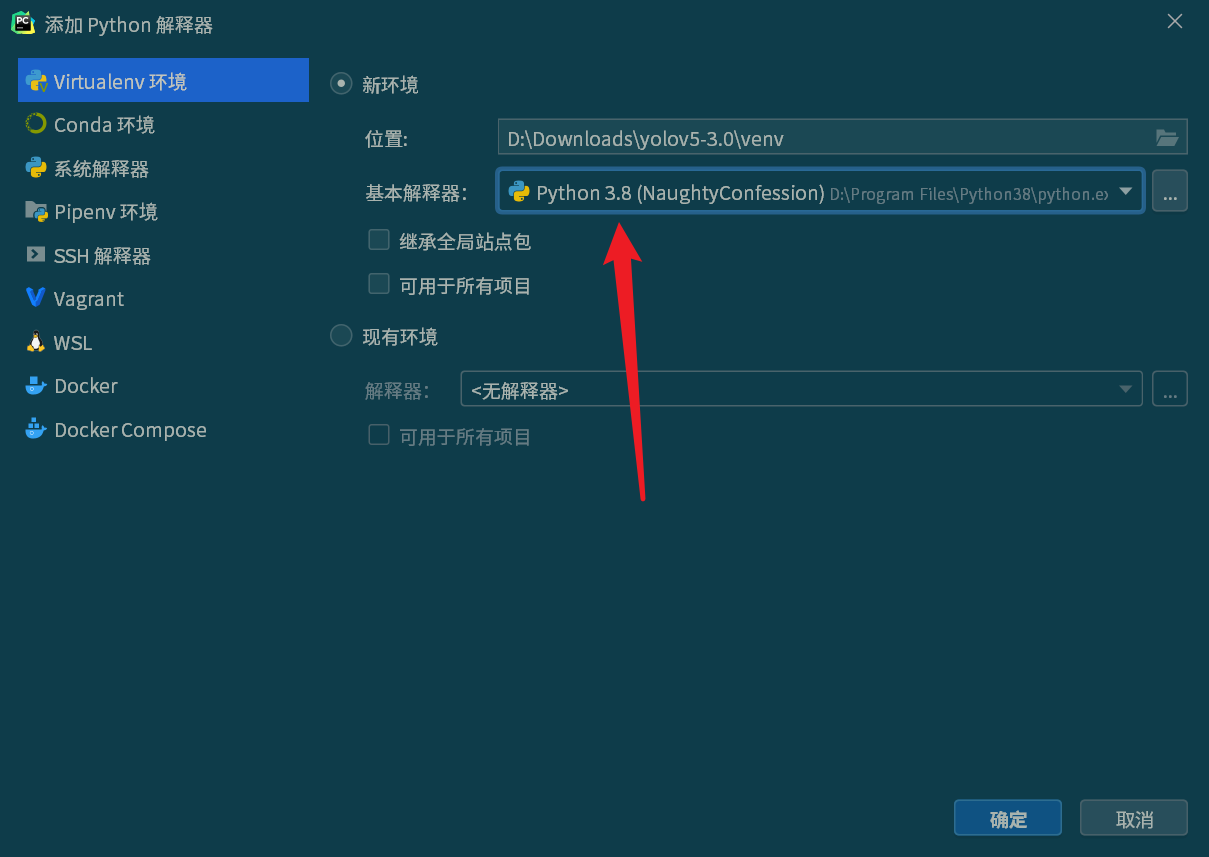 添加 Python 解释器
Virtualenv 环境
Conda 环境
系统解释器
Pipenv 环境
SSH 解释器
Vagrant
WSL
Docker
Docker Compose
新环境
位置:
D:\Downloads\yolov5-3.0\venv
基本解释器:
Python 3.8 (NaughtyConfession) D:\Program Files\Python38\python.ex
...
继承全局站点包
可用于所有项目
现有环境
解释器:
<无解释器>
...
可用于所有项目
确定
取消